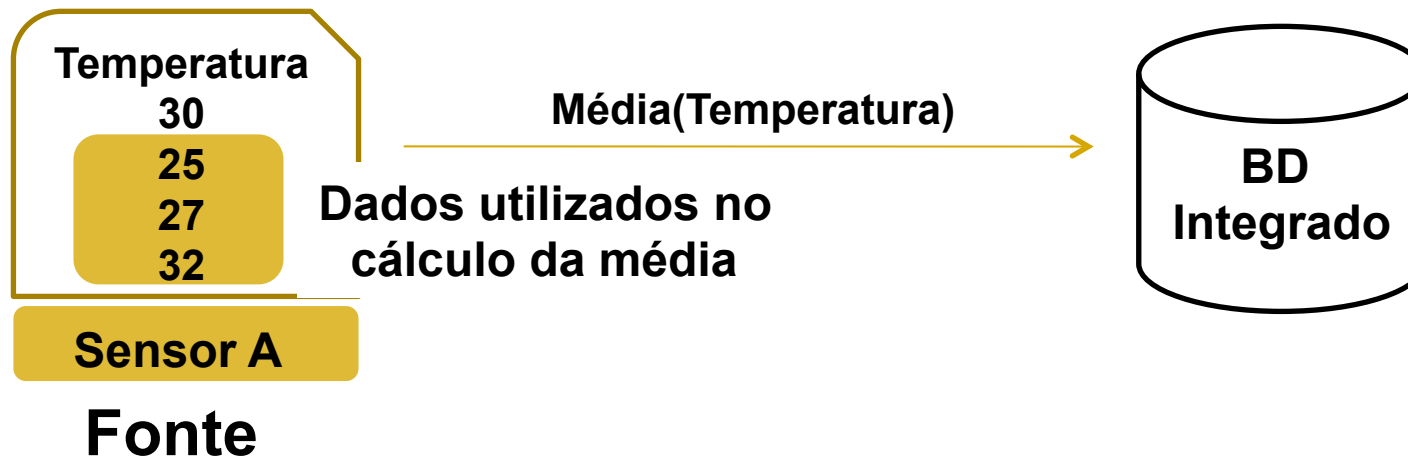 Temperatura
30
25
27
32
Sensor A
Fonte
Dados utilizados no
cálculo da média
Média(Temperatura)
BD
Integrado